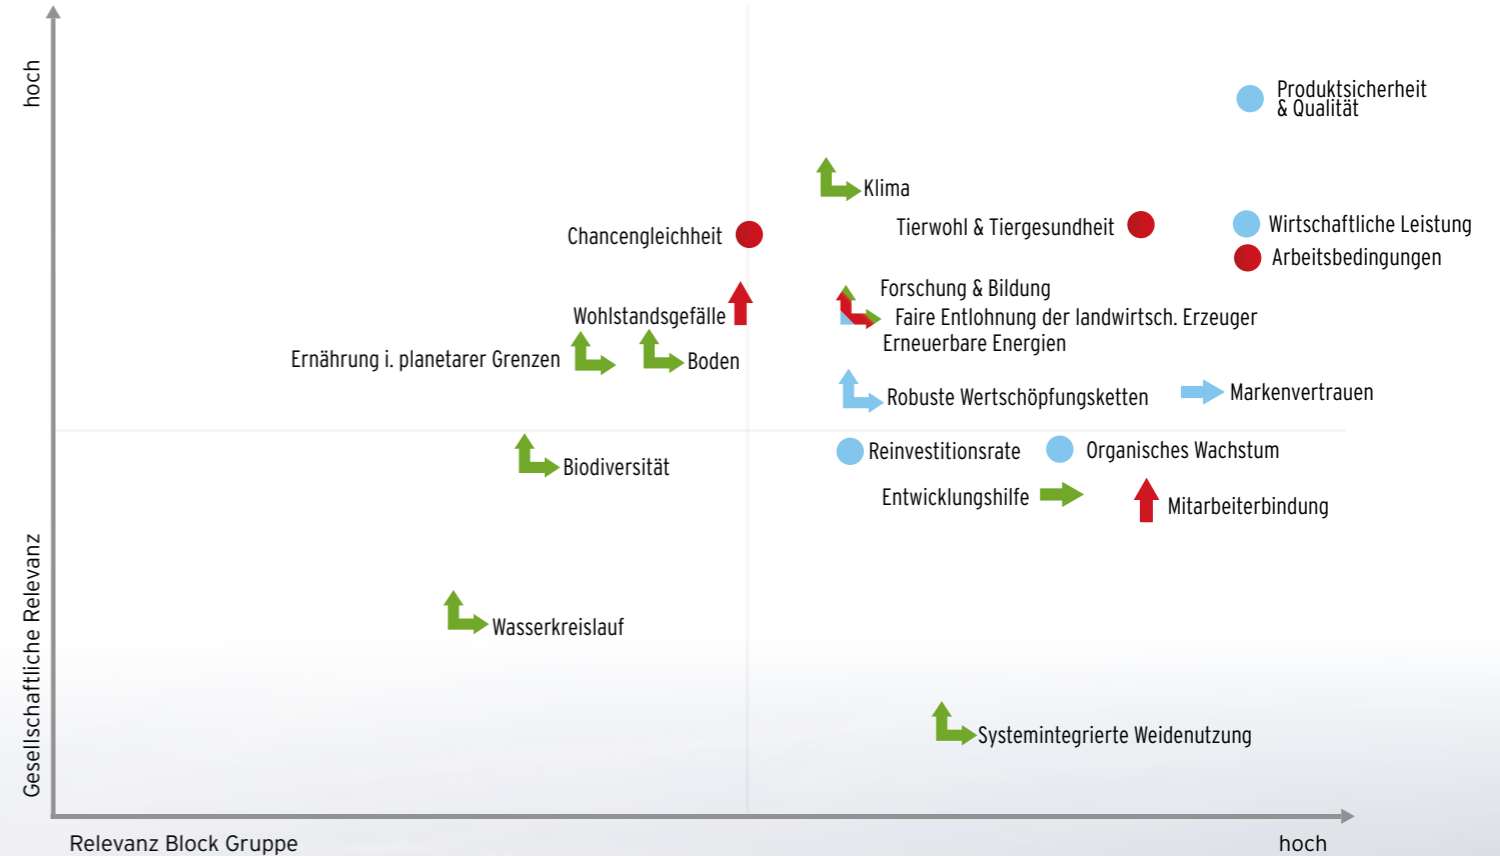 hoch
Produktsicherheit
& Qualität
Klima
Chancengleichheit
Tierwohl & Tiergesundheit
Wirtschaftliche Leistung
Arbeitsbedingungen
Forschung & Bildung
Wohlstandsgefälle
Faire Entlohnung der landwirtsch. Erzeuger
Erneuerbare Energien
Ernährung i. planetarer Grenzen
Boden
Robuste Wertschöpfungsketten
Markenvertrauen
Reinvestitionsrate
Organisches Wachstum
Biodiversität
Entwicklungshilfe
Mitarbeiterbindung
Gesellschaftliche Relevanz
Wasserkreislauf
Systemintegrierte Weidenutzung
Relevanz Block Gruppe
hoch